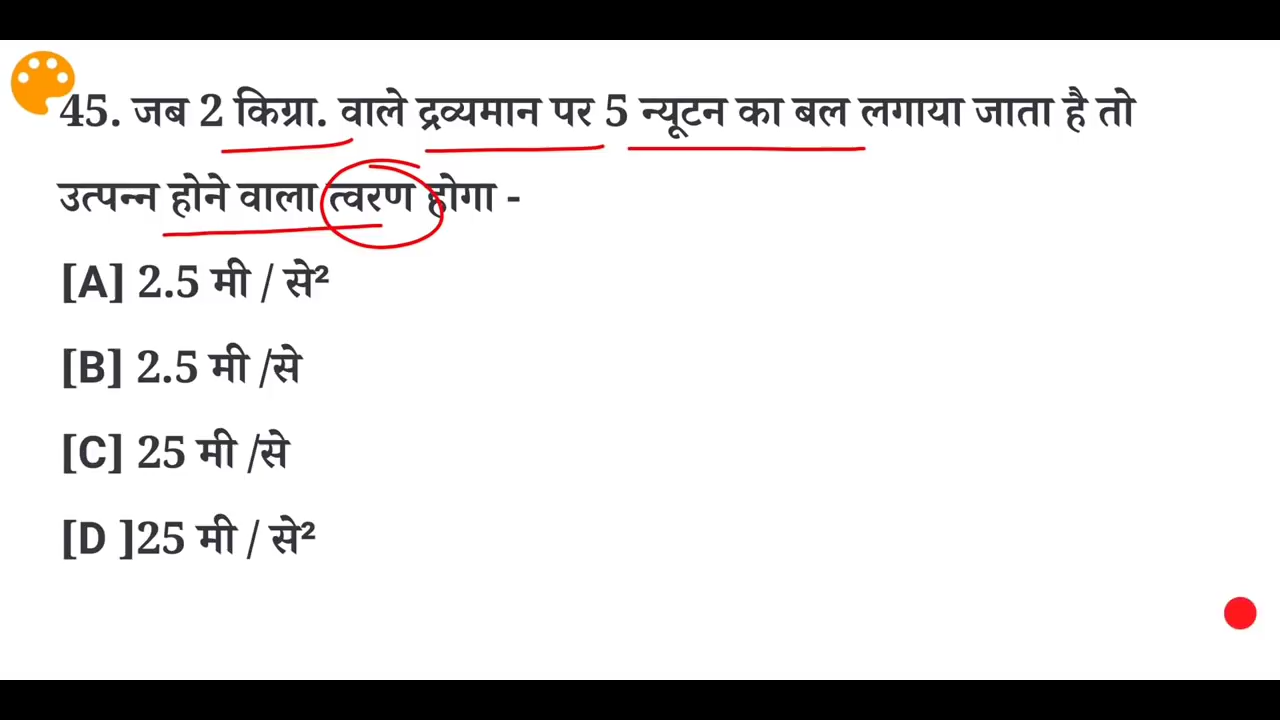 45. जब 2 किग्रा. वाले द्रव्यमान पर 5 न्यूटन का बल लगाया जाता है तो
उत्पन्न होने वाला त्वरण होगा -
[A] 2.5 मी / से²
[B] 2.5 मी /से
[C] 25 मी /से
[D ]25 मी / से²